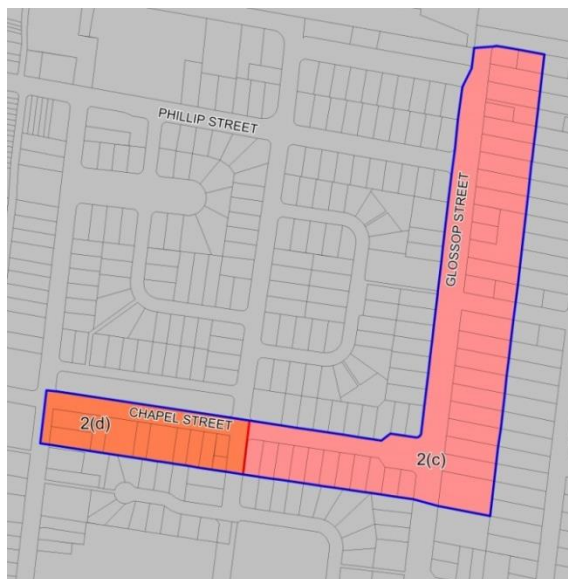 PHILLIP STREET
GLOSSOP STREET
CHAPEL STREET
2(d)
2(c)